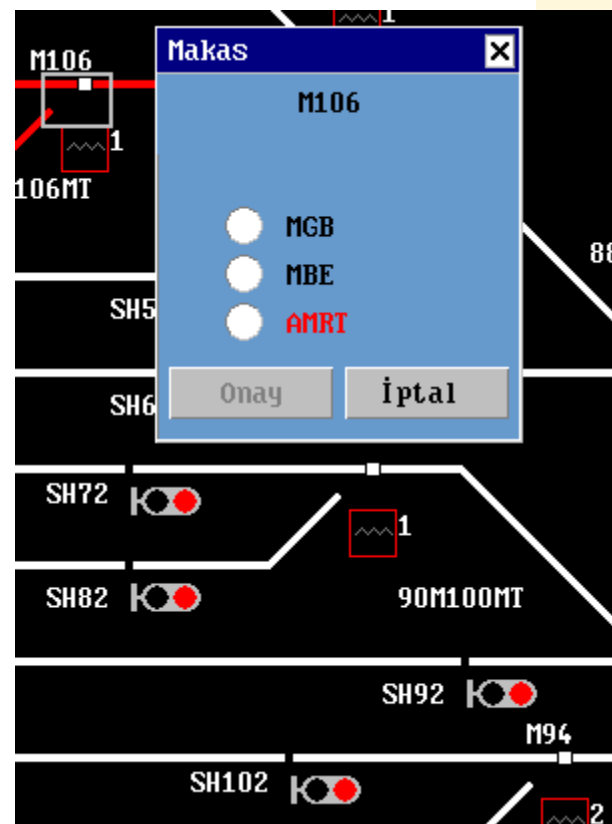 1
M106
Makas
M106
1
106MT
MGB
88
MBE
SH5
AMRT
Onay
İptal
SH6
SH72
1
SH82
90M100MT
SH92
M94
SH102
2